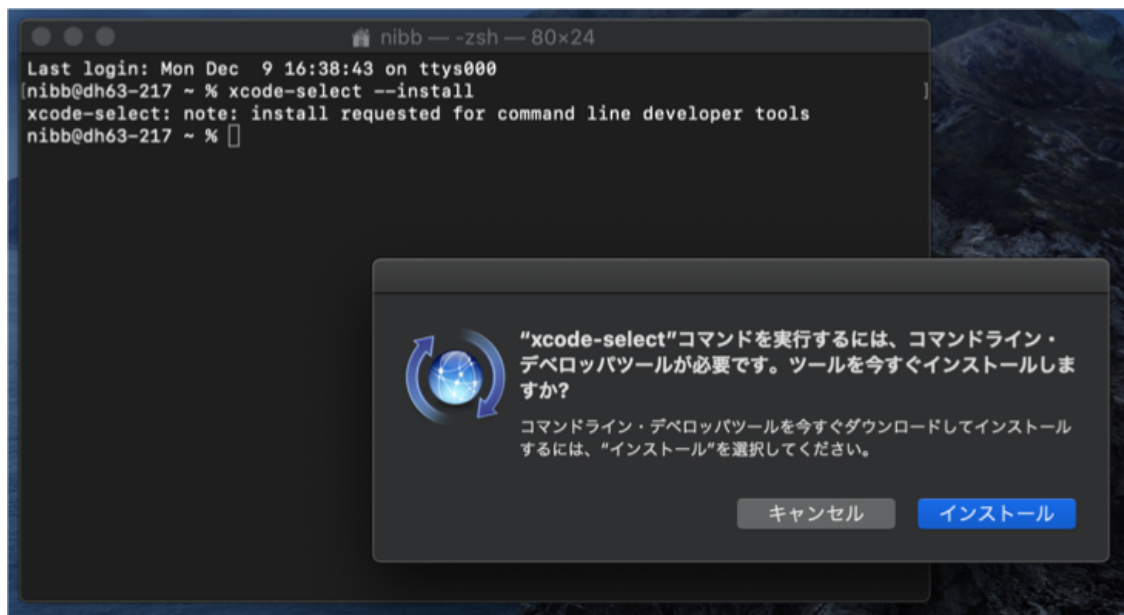 nibb — -zsh — 80×24
Last login: Mon Dec  9 16:38:43 on ttys000
[nibb@dh63-217 ~ % xcode-select --install ]
xcode-select: note: install requested for command line developer tools
nibb@dh63-217 ~ %
“xcode-select”コマンドを実行するには、コマンドライン・
デベロッパツールが必要です。ツールを今すぐインストールしま
すか?
コマンドライン・デベロッパツールを今すぐダウンロードしてインストール
するには、“インストール”を選択してください。
キャンセル インストール